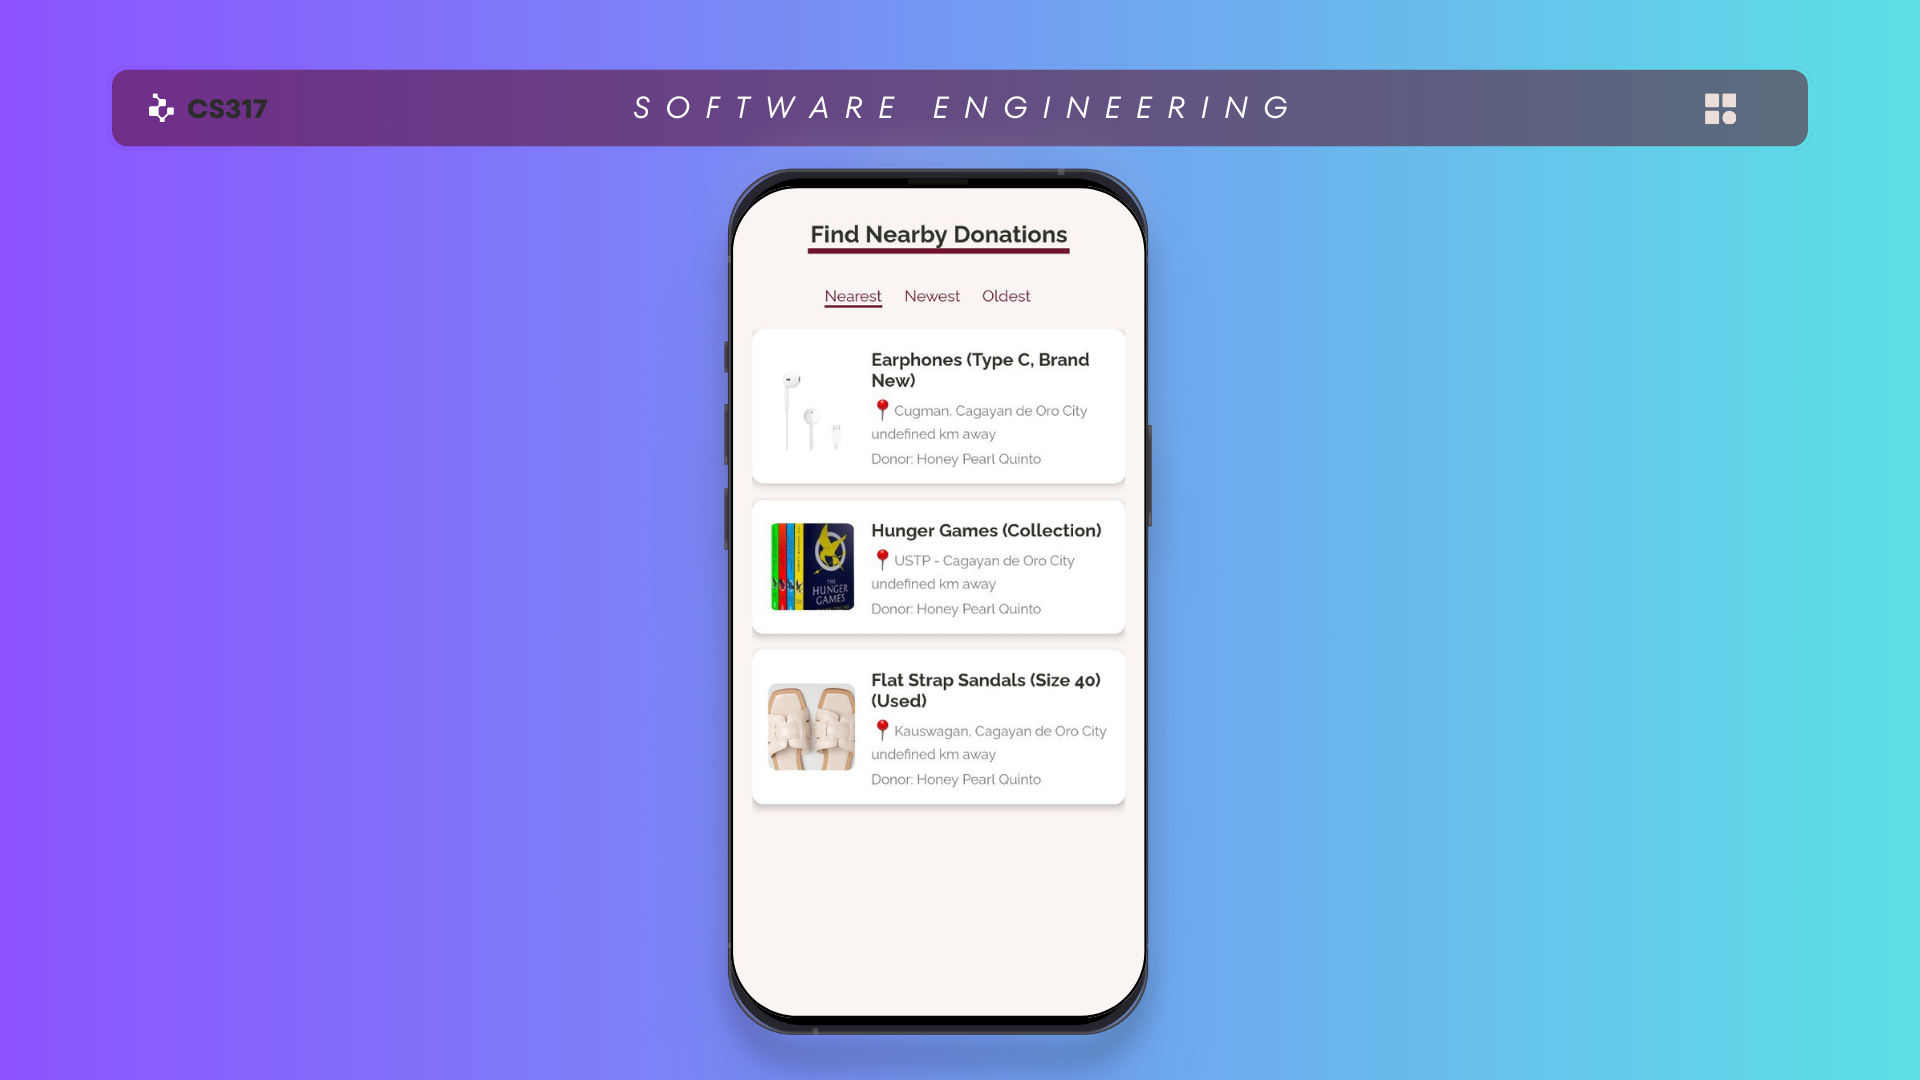 CS317
SOFTWARE ENGINEERING
Find Nearby Donations
Nearest Newest Oldest
Earphones (Type C, Brand
New)
📍 Cugman, Cagayan de Oro City
undefined km away
Donor: Honey Pearl Quinto
Hunger Games (Collection)
📍 USTP - Cagayan de Oro City
undefined km away
Donor: Honey Pearl Quinto
THE
HUNGER
GAMES
Flat Strap Sandals (Size 40)
(Used)
📍 Kauswagan, Cagayan de Oro City
undefined km away
Donor: Honey Pearl Quinto